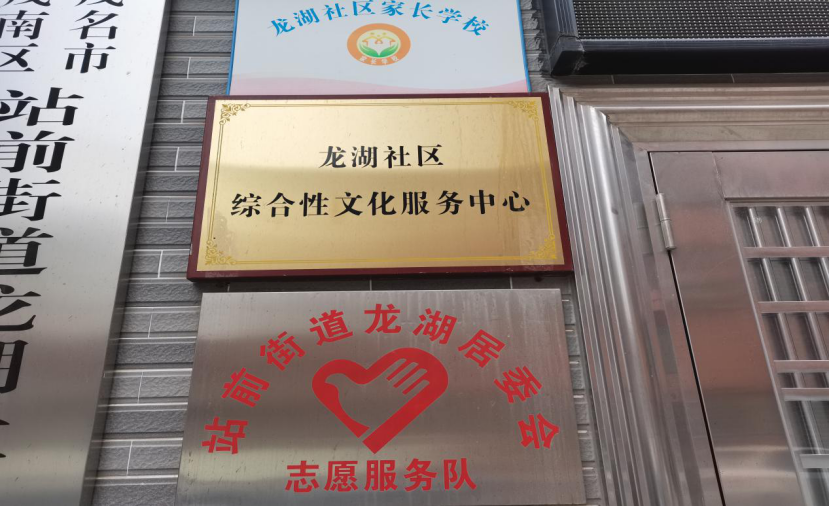 茂名市
茂南区
站前街道龙湖
龙湖社区家长学校
龙湖社区
综合性文化服务中心
站前街道龙湖居委会
志愿服务队